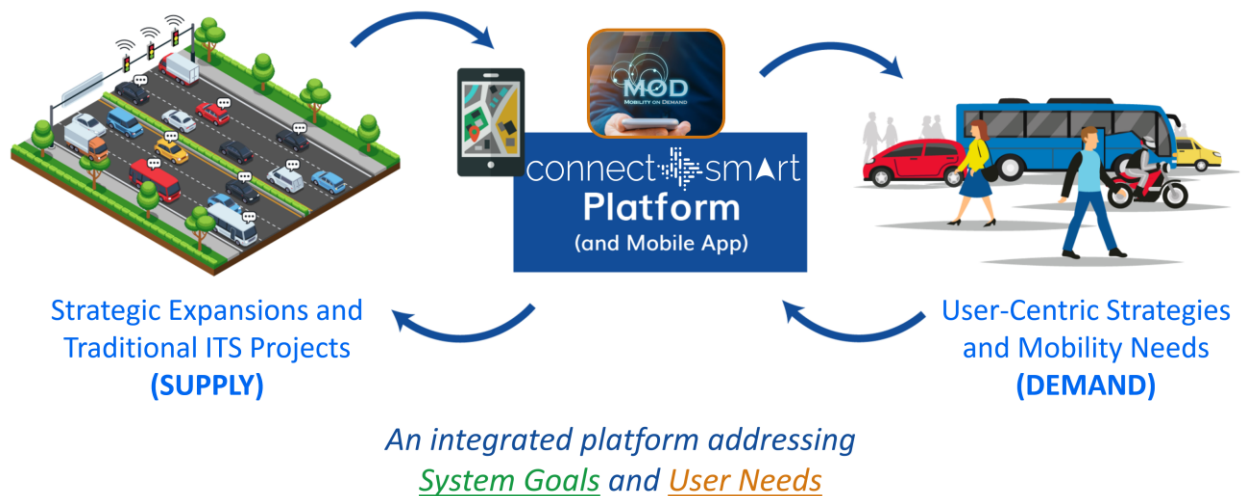 MOD
MOBILITY ON DEMAND
connect smart
Platform
(and Mobile App)
Strategic Expansions and
Traditional ITS Projects
(SUPPLY)
User-Centric Strategies
and Mobility Needs
(DEMAND)
An integrated platform addressing
System Goals and User Needs